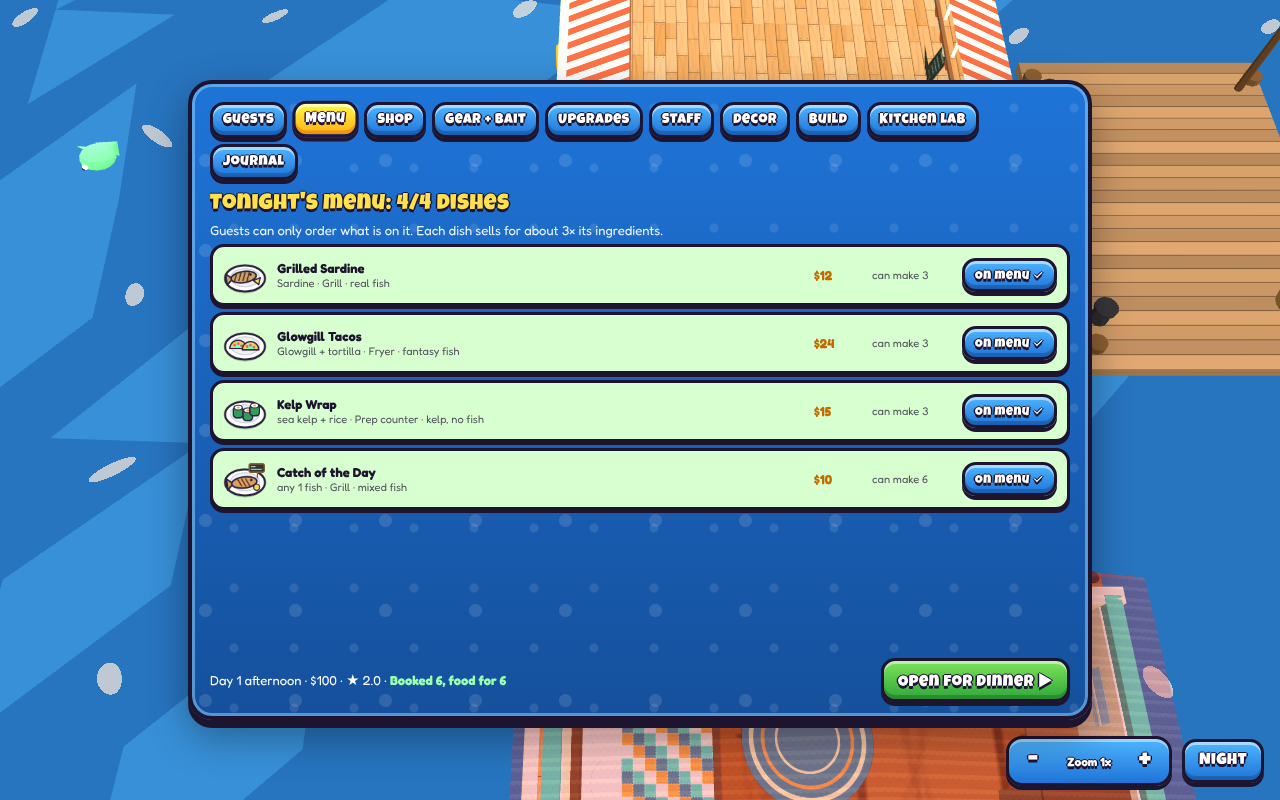 GUESTS MENU SHOP GEAR + BAIT UPGRADES STAFF DECOR BUILD KITCHEN LAB
JOURNAL
TONIGHT'S MENU: 4/4 DISHES
Guests can only order what is on it. Each dish sells for about 3× its ingredients.
Grilled Sardine
Sardine · Grill · real fish
$12 can make 3 ON MENU ✓
Glowgill Tacos
Glowgill + tortilla · Fryer · fantasy fish
$24 can make 3 ON MENU ✓
Kelp Wrap
sea kelp + rice · Prep counter · kelp, no fish
$15 can make 3 ON MENU ✓
Catch of the Day
any 1 fish · Grill · mixed fish
$10 can make 6 ON MENU ✓
Day 1 afternoon · $100 · ★ 2.0 · Booked 6, food for 6
OPEN FOR DINNER ▶
- Zoom 1x + NIGHT